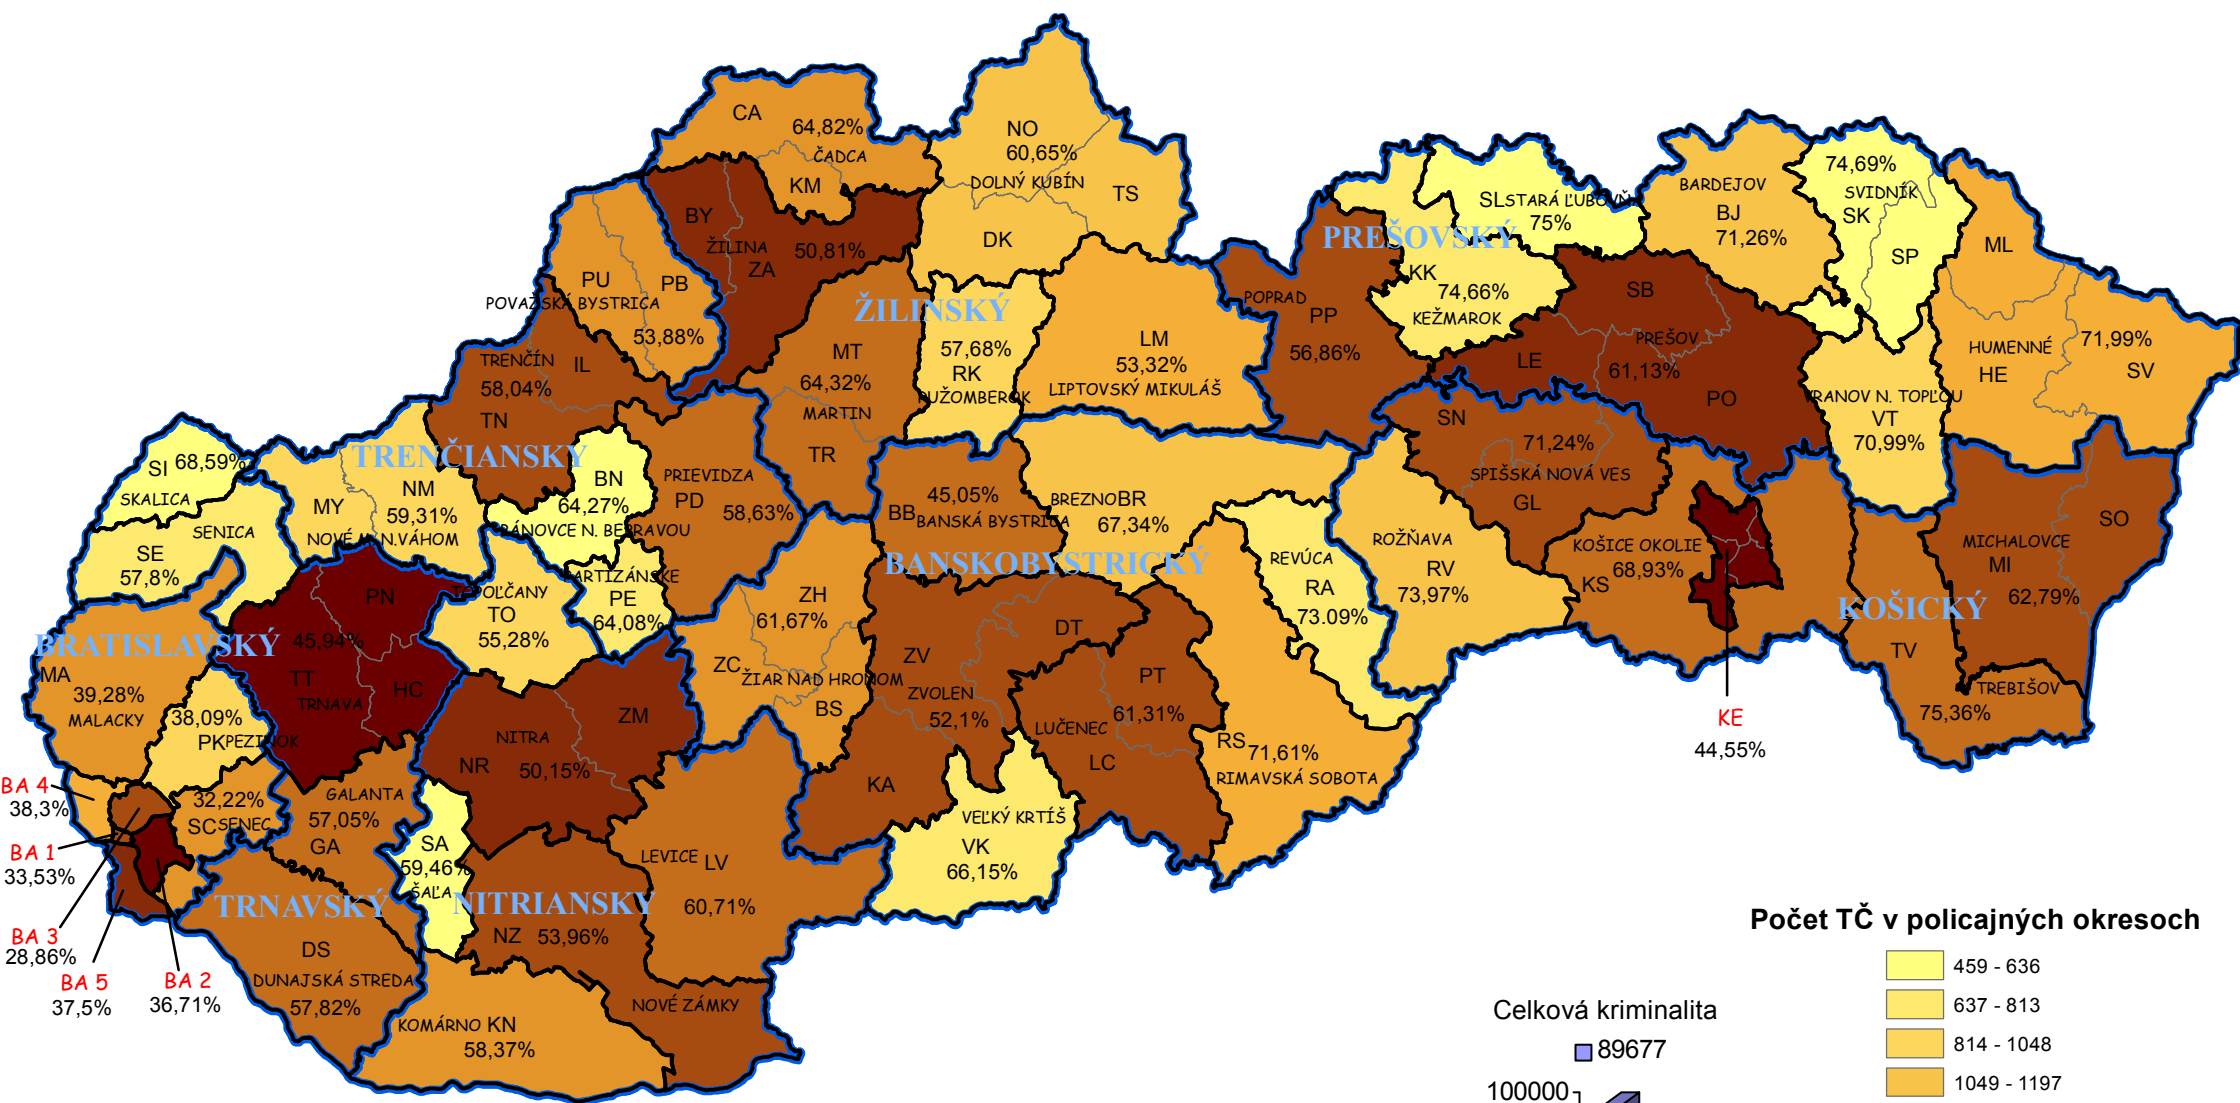 CA
64,82%
ČADCA
KM
NO
60,65%
DOLNÝ KUBÍN
TS
DK
BY
ŽILINA
50,81%
ZA
PU
PB
POVAŽSKÁ BYSTRICA
53,88%
ŽILINSKÝ
MT
64,32%
MARTIN
TR
57,68%
RK
RUŽOMBEROK
LM
53,32%
LIPTOVSKÝ MIKULÁŠ
PREŠOVSKÝ
POPRAD
PP
56,86%
KK
74,66%
KEŽMAROK
SL STARÁ ĽUBOVŇA
75%
BARDEJOV
BJ
71,26%
74,69%
SVIDNÍK
SK
SP
ML
HUMENNÉ
71,99%
HE
SV
SB
PREŠOV
LE
61,13%
PO
VRANOV N. TOPĽOU
VT
70,99%
TRENČÍN
IL
58,04%
TN
TRENČIANSKY
BN
64,27%
BÁNOVCE N. BEBRAVOU
PRIEVIDZA
PD
58,63%
SI 68,59%
SKALICA
SENICA
SE
57,8%
MY
NM
59,31%
NOVÉ M. N.VÁHOM
PARTIZÁNSKE
PE
64,08%
TOPOĽČANY
TO
55,28%
45,05%
BB BANSKÁ BYSTRICA
BREZNO BR
67,34%
BANSKOBYSTRICKÝ
REVÚCA
RA
73.09%
ROŽŇAVA
RV
73,97%
SN
71,24%
SPIŠSKÁ NOVÁ VES
GL
KOŠICE OKOLIE
68,93%
KS
KOŠICKÝ
MICHALOVCE
MI
62,79%
SO
TV
TREBIŠOV
75,36%
KE
44,55%
BRATISLAVSKÝ
MA
39,28%
MALACKY
38,09%
PK PEZINOK
PN
45,94%
TT
TRNAVA
HC
ZH
61,67%
ZC
ŽIAR NAD HRONOM
BS
ZV
DT
ZVOLEN
52,1%
KA
PT
61,31%
LUČENEC
LC
RS 71,61%
RIMAVSKÁ SOBOTA
VEĽKÝ KRTÍŠ
VK
66,15%
NITRA
ZM
NR
50,15%
BA 4
38,3%
BA 1
33,53%
BA 3
28,86%
BA 5
37,5%
BA 2
36,71%
32,22%
SC SENEC
GALANTA
57,05%
GA
SA
59,46%
ŠAĽA
LEVICE LV
60,71%
TRNAVSKÝ
NITRIANSKY
DS
DUNAJSKÁ STREDA
57,82%
NZ 53,96%
NOVÉ ZÁMKY
KOMÁRNO KN
58,37%
Počet TČ v policajných okresoch
459 - 636
637 - 813
814 - 1048
1049 - 1197
Celková kriminalita
89677
100000